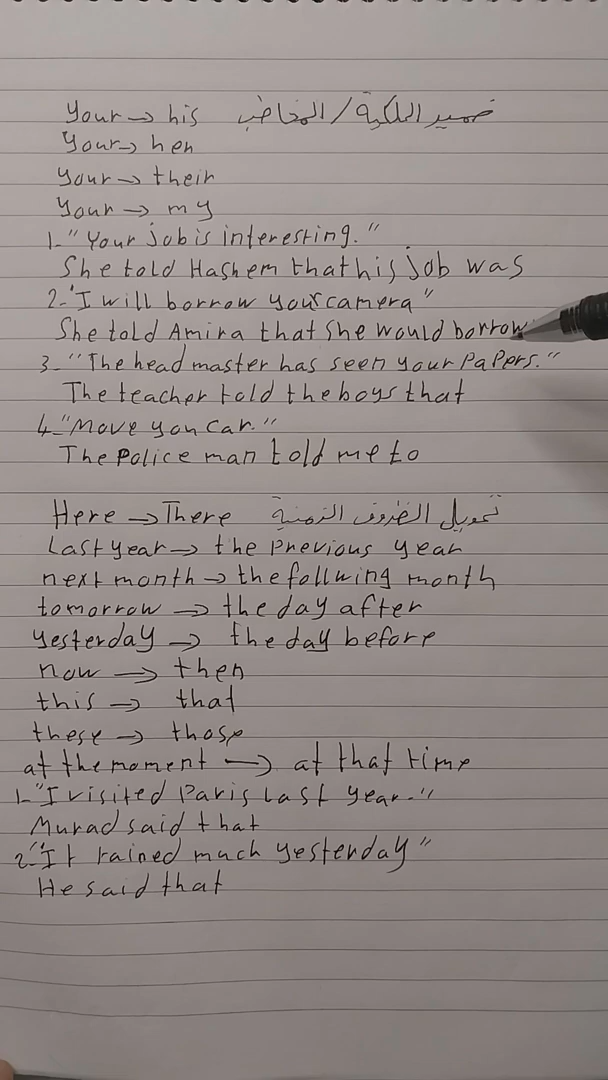 your → his ضمير الملكية / المخاطب
your → her
your → their
your → my
1- "Your job is interesting."
She told Hashem that his job was
2- "I will borrow your camera"
She told Amira that she would borrow
3- "The head master has seen your papers."
The teacher told the boys that
4- "Move you car."
The Police man told me to
Here → There تحويل الظروف الزمنية
Last year → the previous year
next month → the follwing month
tomorrow → the day after
yesterday → the day before
now → then
this → that
these → those
at the moment → at that time
1- "I visited Paris last year."
Murad said that
2- "It rained much yesterday"
He said that